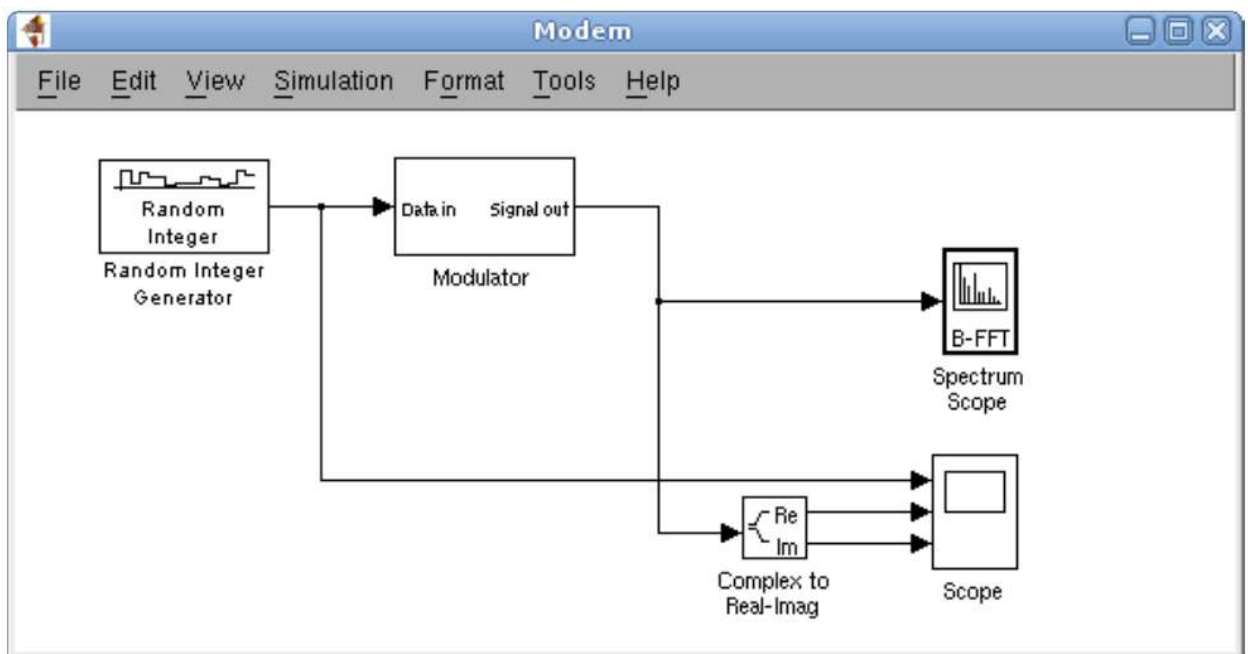 Modem
File Edit View Simulation Format Tools Help
Random
Integer
Random Integer
Generator
Data in Signal out
Modulator
B-FFT
Spectrum
Scope
Re
Im
Complex to
Real-Imag
Scope